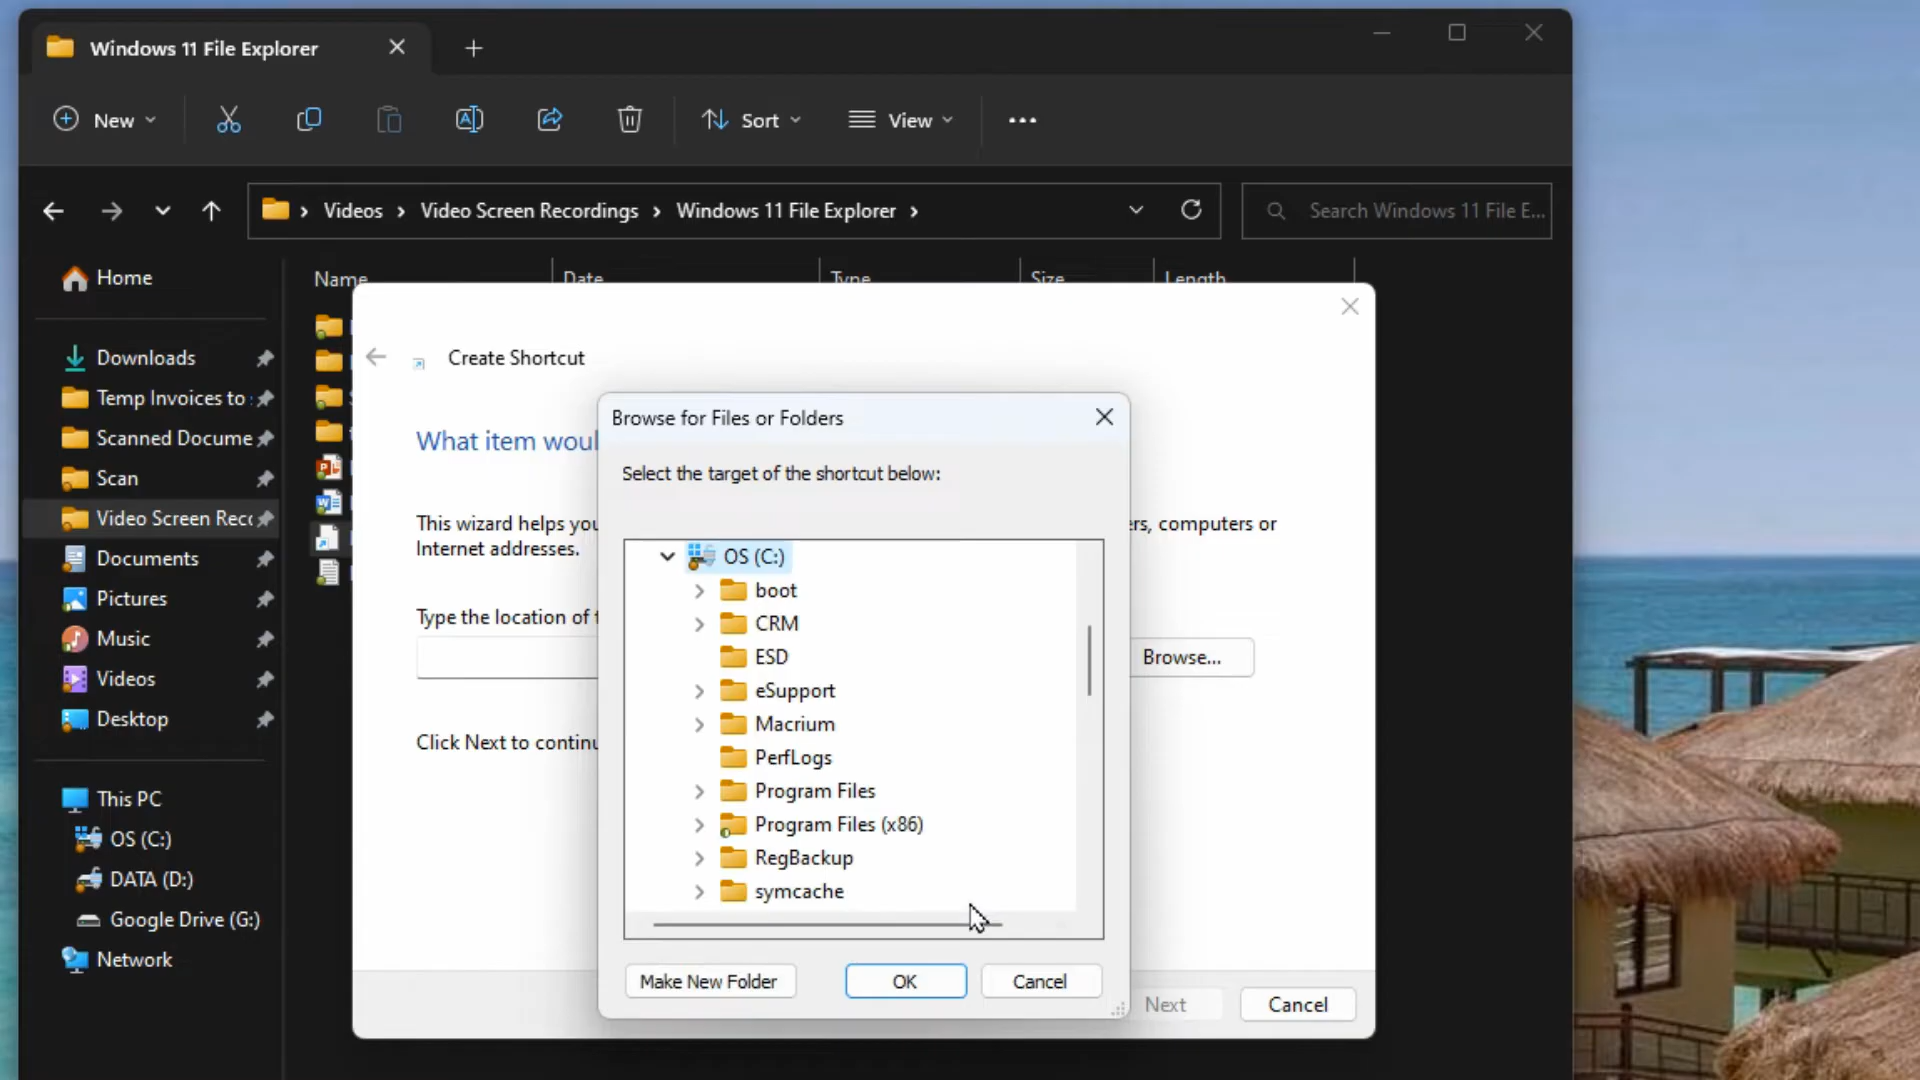 Windows 11 File Explorer
New
Sort
View
Videos
Video Screen Recordings
Windows 11 File Explorer
Search Windows 11 File E...
Home
Downloads
Temp Invoices to
Scanned Docume
Scan
Video Screen Rec
Documents
Pictures
Music
Videos
Desktop
This PC
OS (C:)
DATA (D:)
Google Drive (G:)
Network
Name
Date
Type
Size
Length
Create Shortcut
What item woul
This wizard helps you
ers, computers or
Internet addresses.
Type the location of t
Browse...
Click Next to continu
Next
Cancel
Browse for Files or Folders
Select the target of the shortcut below:
OS (C:)
boot
CRM
ESD
eSupport
Macrium
PerfLogs
Program Files
Program Files (x86)
RegBackup
symcache
Make New Folder
OK
Cancel